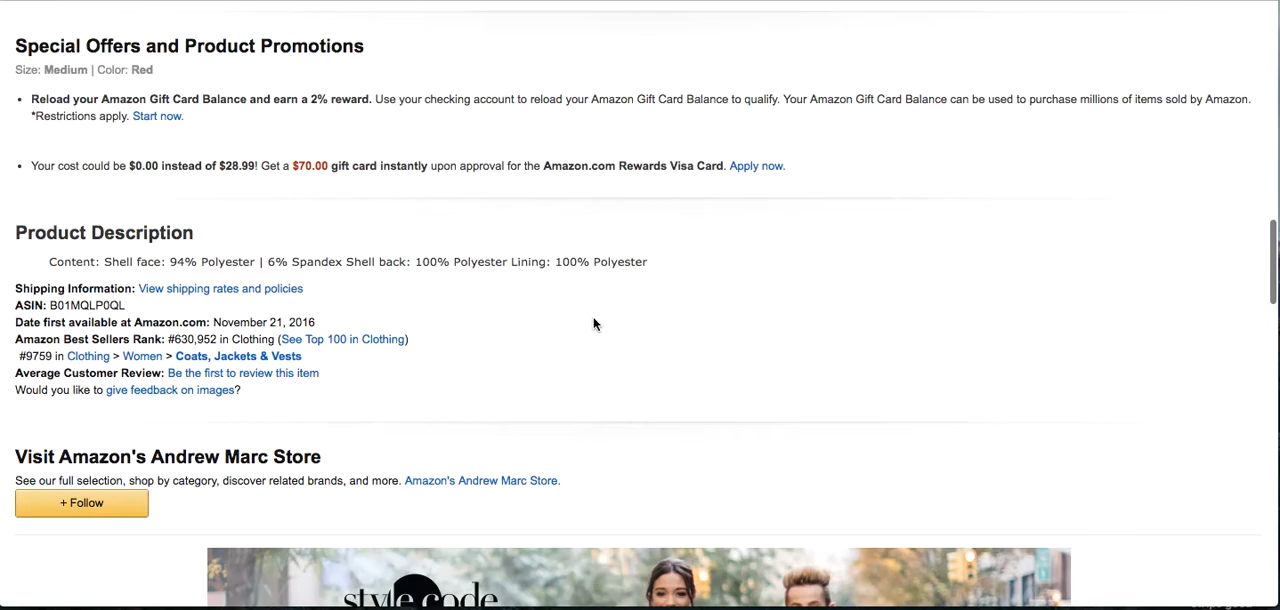 Special Offers and Product Promotions
Size: Medium | Color: Red
• Reload your Amazon Gift Card Balance and earn a 2% reward. Use your checking account to reload your Amazon Gift Card Balance to qualify. Your Amazon Gift Card Balance can be used to purchase millions of items sold by Amazon.
*Restrictions apply. Start now.
• Your cost could be $0.00 instead of $28.99! Get a $70.00 gift card instantly upon approval for the Amazon.com Rewards Visa Card. Apply now.
Product Description
Content: Shell face: 94% Polyester | 6% Spandex Shell back: 100% Polyester Lining: 100% Polyester
Shipping Information: View shipping rates and policies
ASIN: B01MQLP0QL
Date first available at Amazon.com: November 21, 2016
Amazon Best Sellers Rank: #630,952 in Clothing (See Top 100 in Clothing)
#9759 in Clothing > Women > Coats, Jackets & Vests
Average Customer Review: Be the first to review this item
Would you like to give feedback on images?
Visit Amazon's Andrew Marc Store
See our full selection, shop by category, discover related brands, and more. Amazon's Andrew Marc Store.
+ Follow
style code